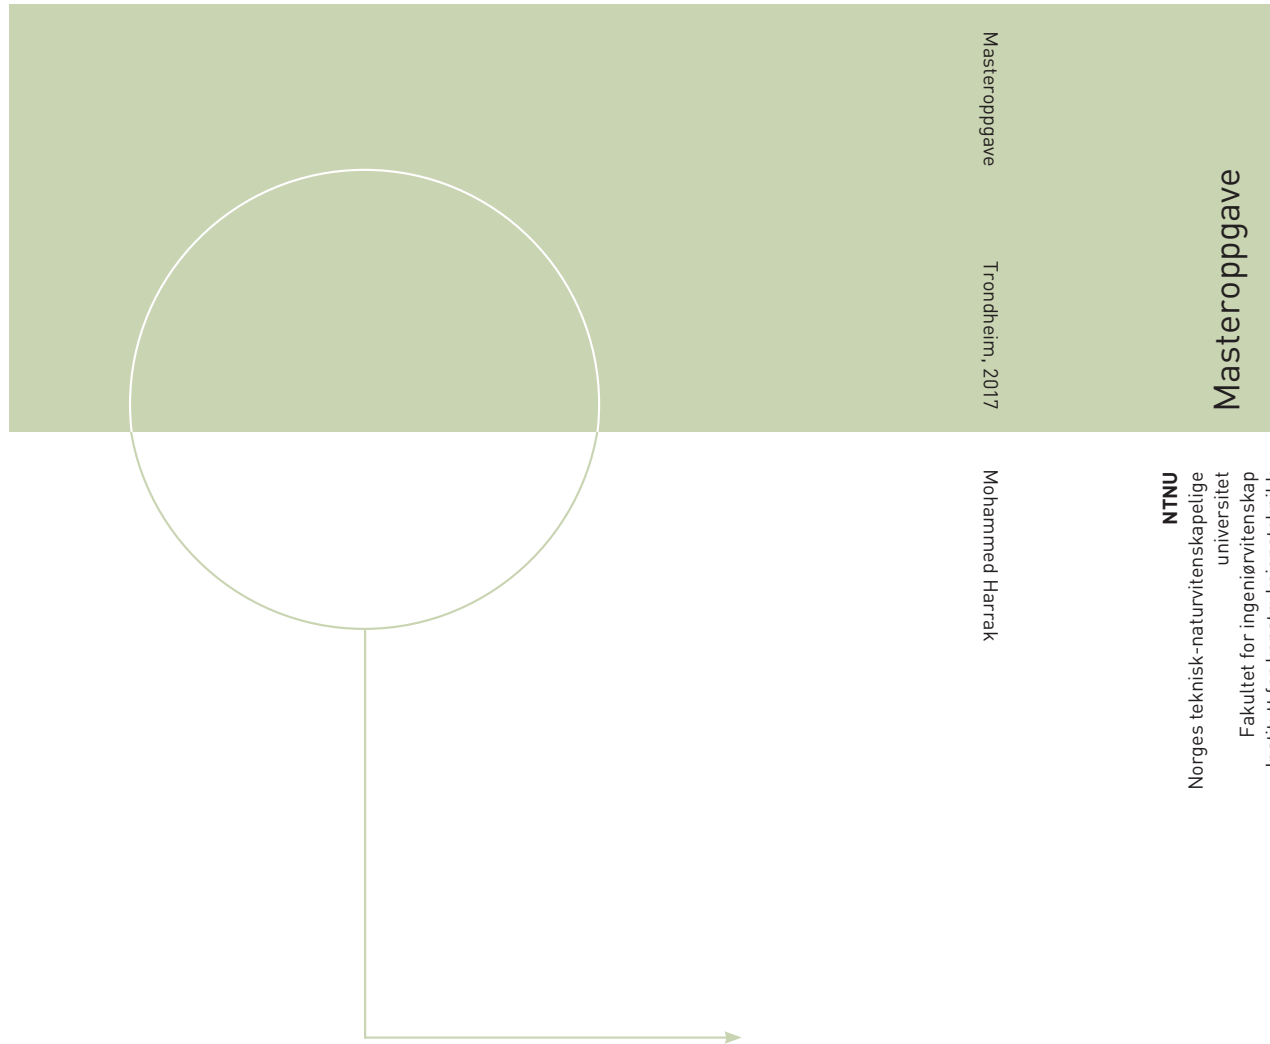 Masteroppgave
Trondheim, 2017
Mohammed Harrak
Masteroppgave
NTNU
Norges teknisk-naturvitenskapelige
universitet
Fakultet for ingeniørvitenskap